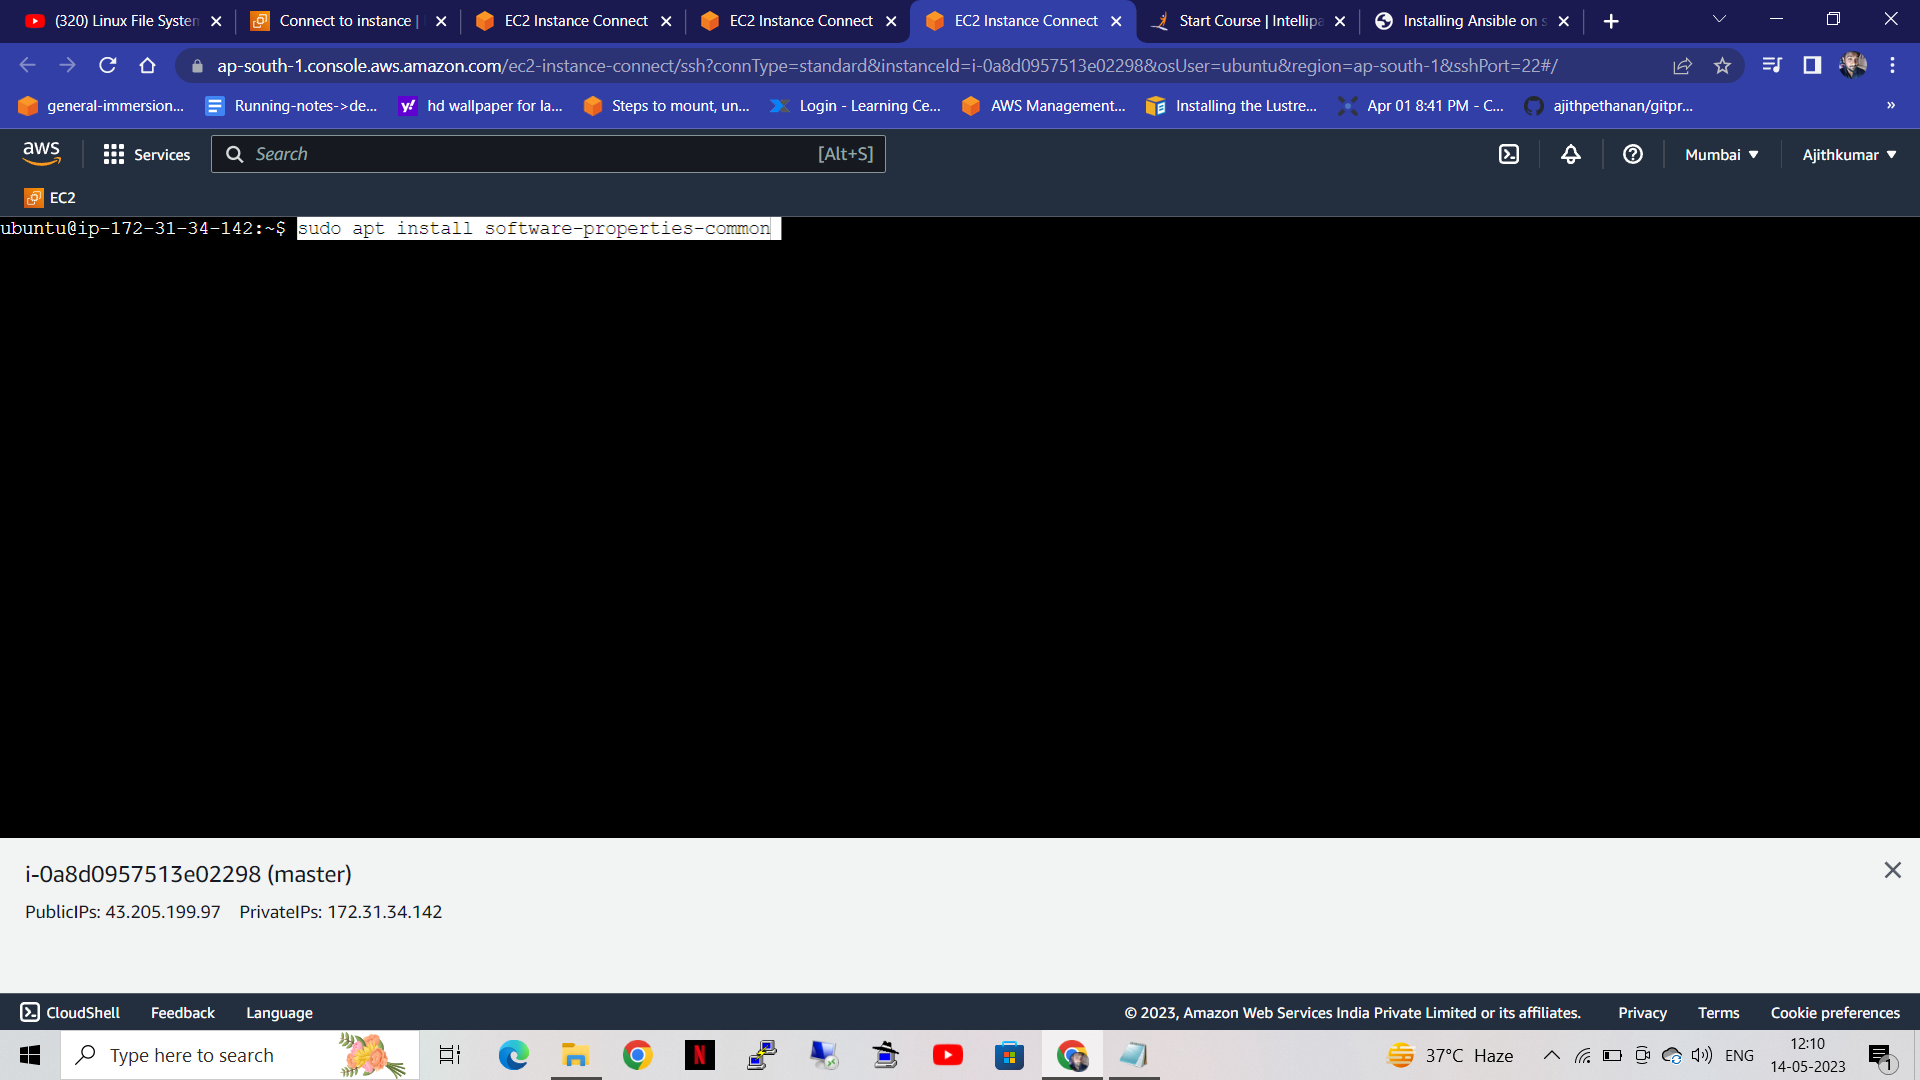 (320) Linux File System
Connect to instance |
EC2 Instance Connect
EC2 Instance Connect
EC2 Instance Connect
Start Course | Intellipa
Installing Ansible on s
ap-south-1.console.aws.amazon.com/ec2-instance-connect/ssh?connType=standard&instanceId=i-0a8d0957513e02298&osUser=ubuntu&region=ap-south-1&sshPort=22#/
general-immersion...
Running-notes->de...
y!
hd wallpaper for la...
Steps to mount, un...
Login - Learning Ce...
AWS Management...
Installing the Lustre...
Apr 01 8:41 PM - C...
ajithpethanan/gitpr...
»
aws
Services
Search
[Alt+S]
Mumbai
Ajithkumar
EC2
ubuntu@ip-172-31-34-142:~$ sudo apt install software-properties-common
i-0a8d0957513e02298 (master)
PublicIPs: 43.205.199.97 PrivateIPs: 172.31.34.142
CloudShell
Feedback
Language
© 2023, Amazon Web Services India Private Limited or its affiliates.
Privacy
Terms
Cookie preferences
Type here to search
N
37°C Haze
ENG
12:10
14-05-2023
1